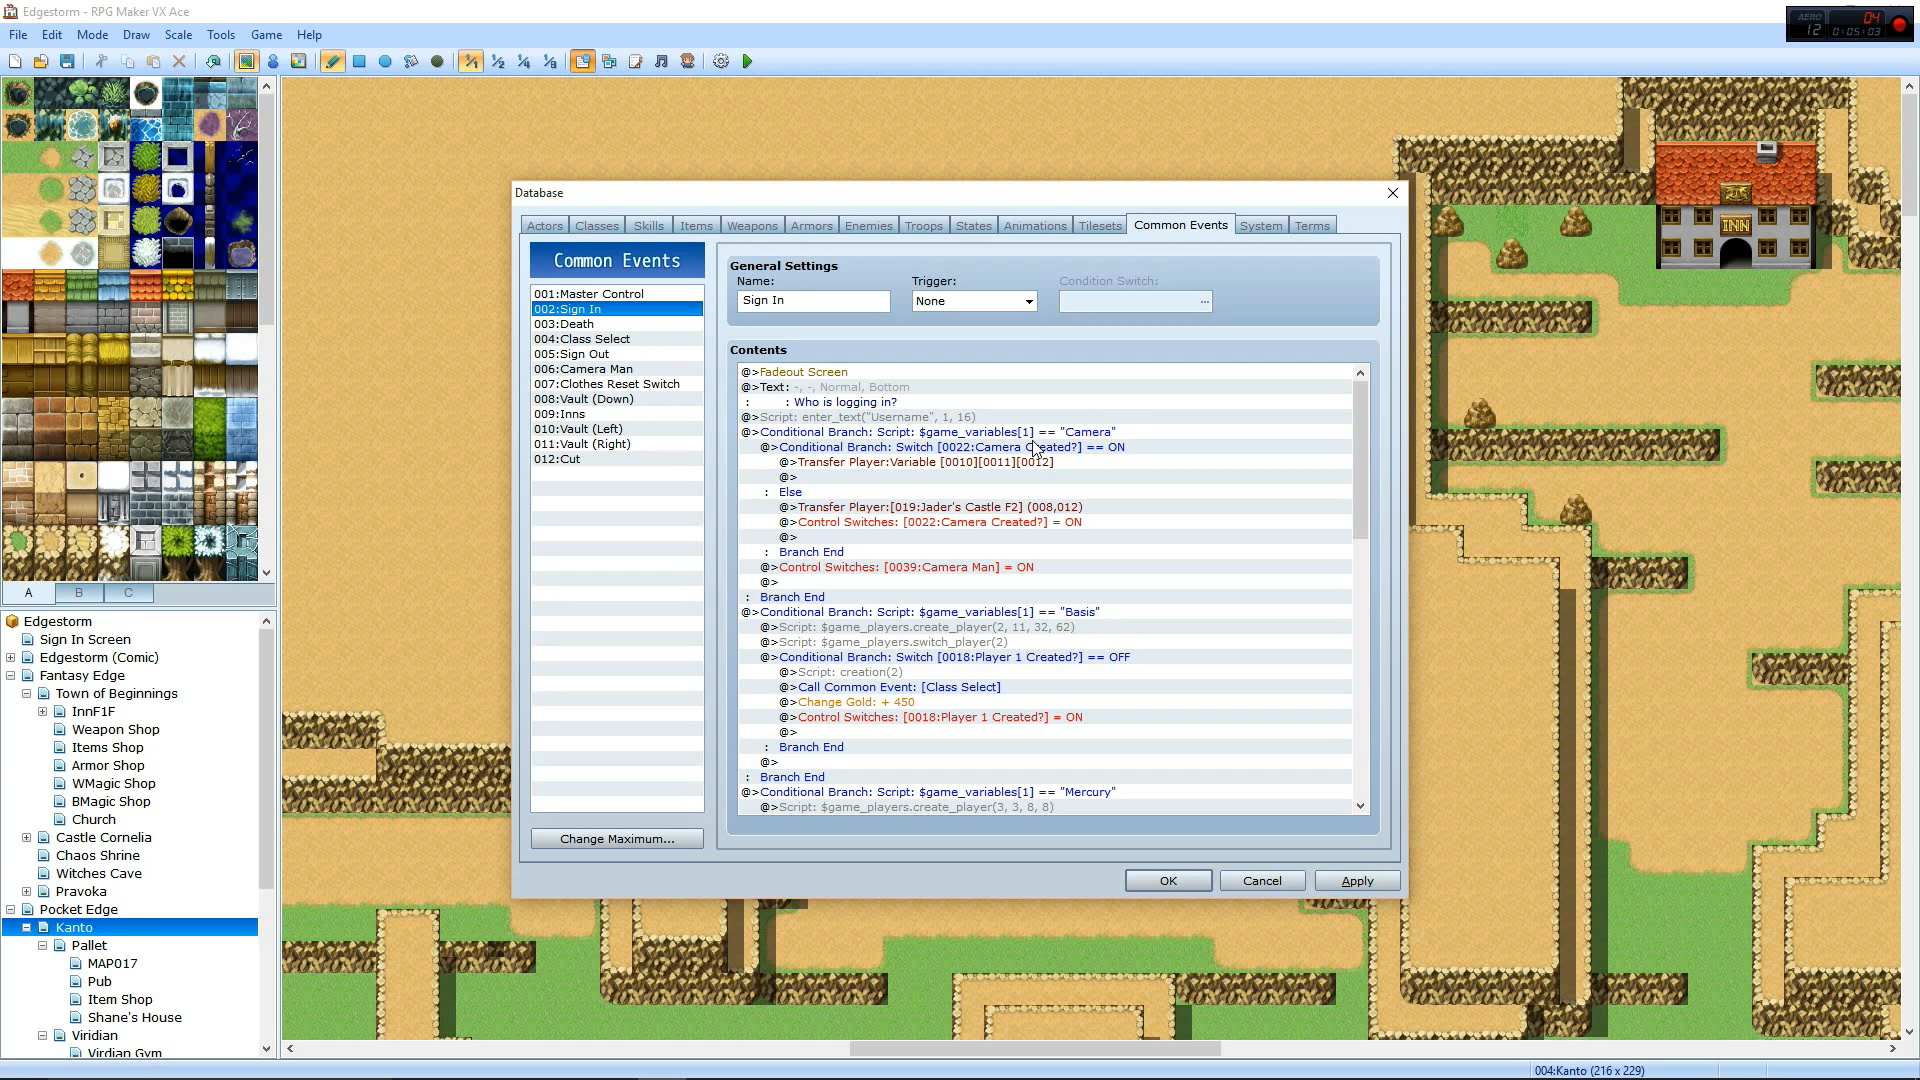 Edgestorm - RPG Maker VX Ace
File Edit Mode Draw Scale Tools Game Help
AERO
12
04
0:05:03
Database
Actors Classes Skills Items Weapons Armors Enemies Troops States Animations Tilesets Common Events System Terms
Common Events
001:Master Control
002:Sign In
003:Death
004:Class Select
005:Sign Out
006:Camera Man
007:Clothes Reset Switch
008:Vault (Down)
009:Inns
010:Vault (Left)
011:Vault (Right)
012:Cut
Change Maximum...
General Settings
Name: Trigger: Condition Switch:
Sign In None ...
Contents
@>Fadeout Screen
@>Text: -, -, Normal, Bottom
: : Who is logging in?
@>Script: enter_text("Username", 1, 16)
@>Conditional Branch: Script: $game_variables[1] == "Camera"
@>Conditional Branch: Switch [0022:Camera Created?] == ON
@>Transfer Player:Variable [0010][0011][0012]
@>
: Else
@>Transfer Player:[019:Jader's Castle F2] (008,012)
@>Control Switches: [0022:Camera Created?] = ON
@>
: Branch End
@>Control Switches: [0039:Camera Man] = ON
@>
: Branch End
@>Conditional Branch: Script: $game_variables[1] == "Basis"
@>Script: $game_players.create_player(2, 11, 32, 62)
@>Script: $game_players.switch_player(2)
@>Conditional Branch: Switch [0018:Player 1 Created?] == OFF
@>Script: creation(2)
@>Call Common Event: [Class Select]
@>Change Gold: + 450
@>Control Switches: [0018:Player 1 Created?] = ON
@>
: Branch End
@>
: Branch End
@>Conditional Branch: Script: $game_variables[1] == "Mercury"
@>Script: $game_players.create_player(3, 3, 8, 8)
OK Cancel Apply
INN
A B C
Edgestorm
Sign In Screen
Edgestorm (Comic)
Fantasy Edge
Town of Beginnings
InnF1F
Weapon Shop
Items Shop
Armor Shop
WMagic Shop
BMagic Shop
Church
Castle Cornelia
Chaos Shrine
Witches Cave
Pravoka
Pocket Edge
Kanto
Pallet
MAP017
Pub
Item Shop
Shane's House
Viridian
Virdian Gym
004:Kanto (216 x 229)